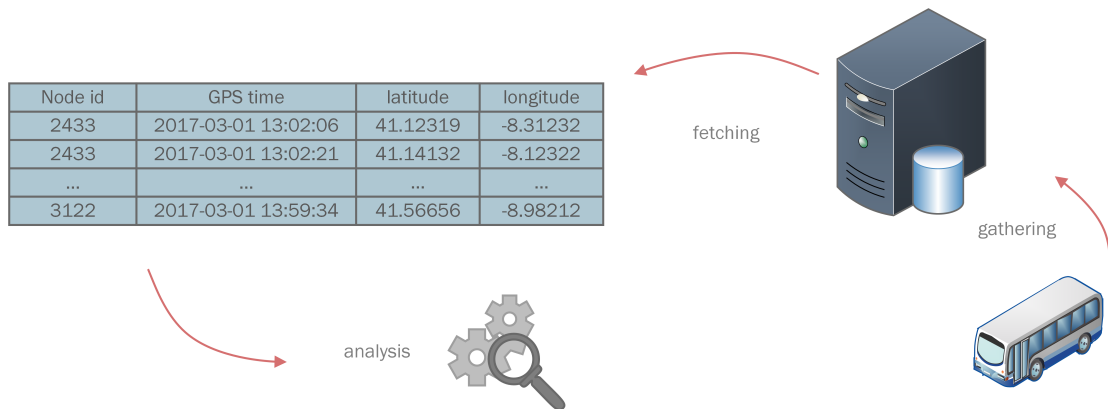 Node id GPS time latitude longitude
2433 2017-03-01 13:02:06 41.12319 -8.31232
2433 2017-03-01 13:02:21 41.14132 -8.12322
... ... ... ...
3122 2017-03-01 13:59:34 41.56656 -8.98212
fetching
gathering
analysis